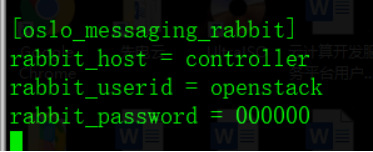 [oslo_messaging_rabbit]
rabbit_host = controller
rabbit_userid = openstack
rabbit_password = 000000